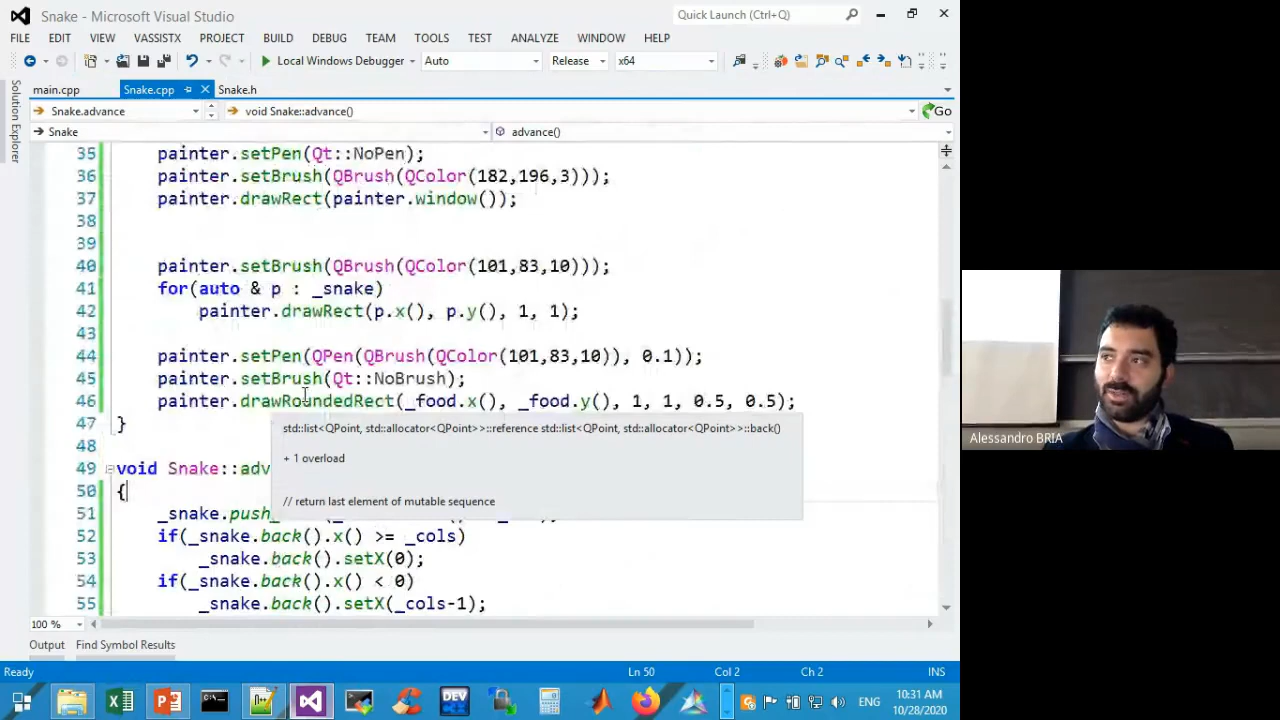 Snake - Microsoft Visual Studio
Quick Launch (Ctrl+Q)
FILE EDIT VIEW VASSISTX PROJECT BUILD DEBUG TEAM TOOLS TEST ANALYZE WINDOW HELP
Local Windows Debugger Auto Release x64
Solution Explorer
main.cpp Snake.cpp Snake.h
Snake.advance void Snake::advance() Go
Snake advance()
35 painter.setPen(Qt::NoPen);
36 painter.setBrush(QBrush(QColor(182,196,3)));
37 painter.drawRect(painter.window());
38
39
40 painter.setBrush(QBrush(QColor(101,83,10)));
41 for(auto & p : _snake)
42 painter.drawRect(p.x(), p.y(), 1, 1);
43
44 painter.setPen(QPen(QBrush(QColor(101,83,10)), 0.1));
45 painter.setBrush(Qt::NoBrush);
46 painter.drawRoundedRect(_food.x(), _food.y(), 1, 1, 0.5, 0.5);
47 }
std::list<QPoint, std::allocator<QPoint>>::reference std::list<QPoint, std::allocator<QPoint>>::back()
48
+ 1 overload
49 void Snake::adv
50 {
// return last element of mutable sequence
51 _snake.push_
52 if(_snake.back().x() >= _cols)
53 _snake.back().setX(0);
54 if(_snake.back().x() < 0)
55 _snake.back().setX(_cols-1);
100 %
Output Find Symbol Results
Ready Ln 50 Col 2 Ch 2 INS
DEV
ENG
10:31 AM
10/28/2020
Alessandro BRIA